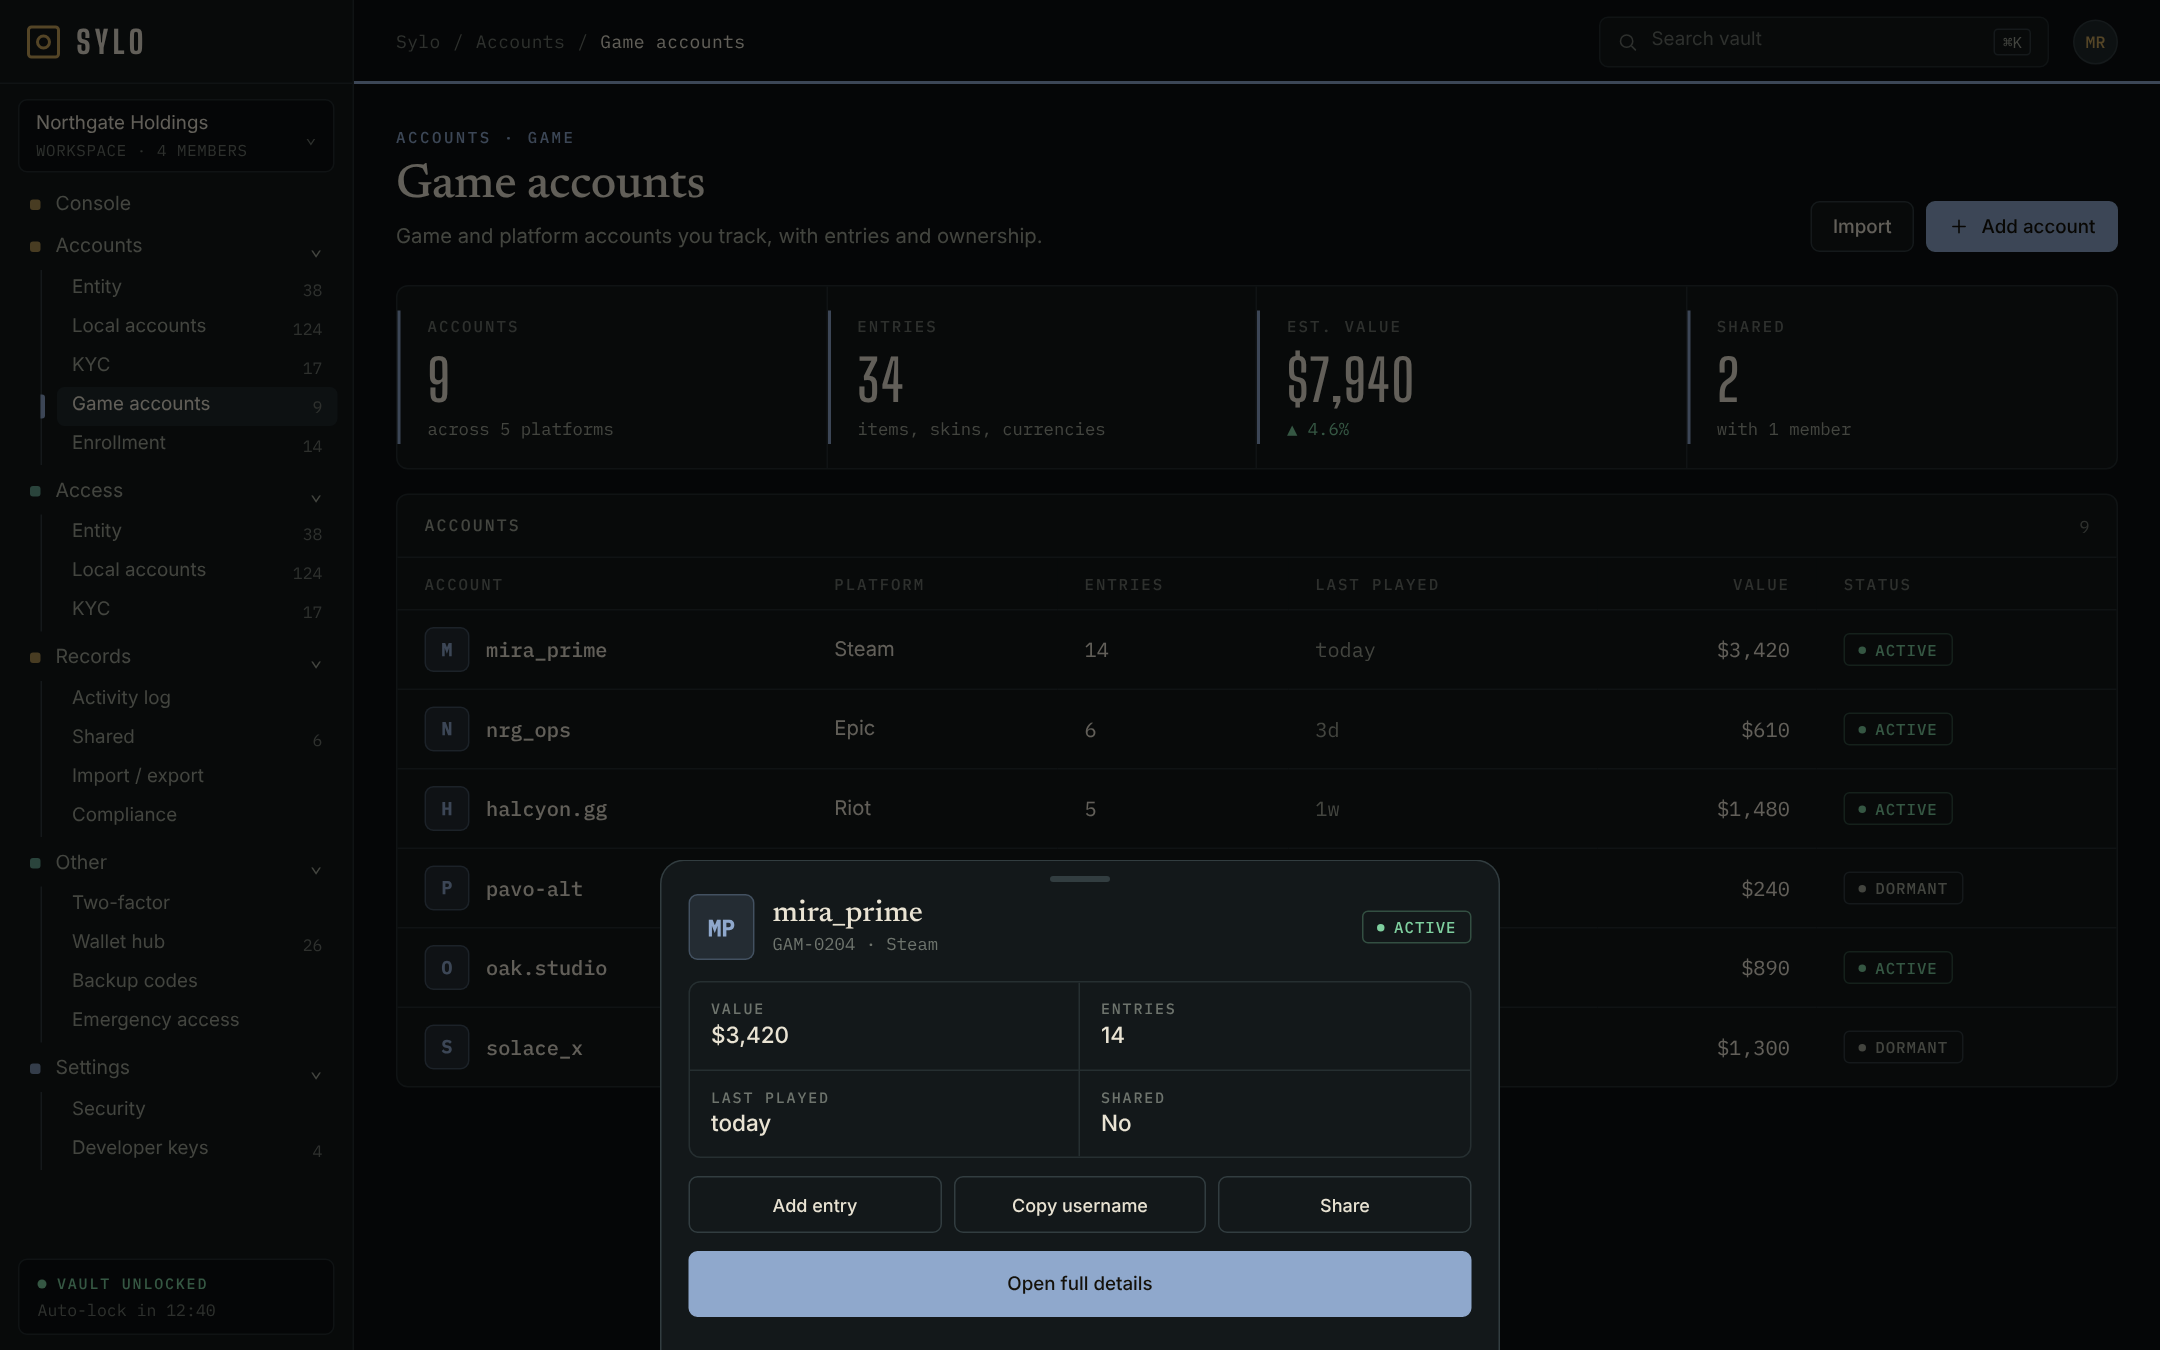 SYLO
Sylo / Accounts / Game accounts
Search vault
⌘K
MR
Northgate Holdings
WORKSPACE · 4 MEMBERS
Console
Accounts
Entity 38
Local accounts 124
KYC 17
Game accounts 9
Enrollment 14
Access
Entity 38
Local accounts 124
KYC 17
Records
Activity log
Shared 6
Import / export
Compliance
Other
Two-factor
Wallet hub 26
Backup codes
Emergency access
Settings
Security
Developer keys 4
VAULT UNLOCKED
Auto-lock in 12:40
ACCOUNTS · GAME
Game accounts
Game and platform accounts you track, with entries and ownership.
Import
+ Add account
ACCOUNTS
9
across 5 platforms
ENTRIES
34
items, skins, currencies
EST. VALUE
$7,940
▲ 4.6%
SHARED
2
with 1 member
ACCOUNTS 9
ACCOUNT PLATFORM ENTRIES LAST PLAYED VALUE STATUS
M mira_prime Steam 14 today $3,420 ACTIVE
N nrg_ops Epic 6 3d $610 ACTIVE
H halcyon.gg Riot 5 1w $1,480 ACTIVE
P pavo-alt $240 DORMANT
O oak.studio $890 ACTIVE
S solace_x $1,300 DORMANT
MP
mira_prime
GAM-0204 · Steam
ACTIVE
VALUE
$3,420
ENTRIES
14
LAST PLAYED
today
SHARED
No
Add entry
Copy username
Share
Open full details